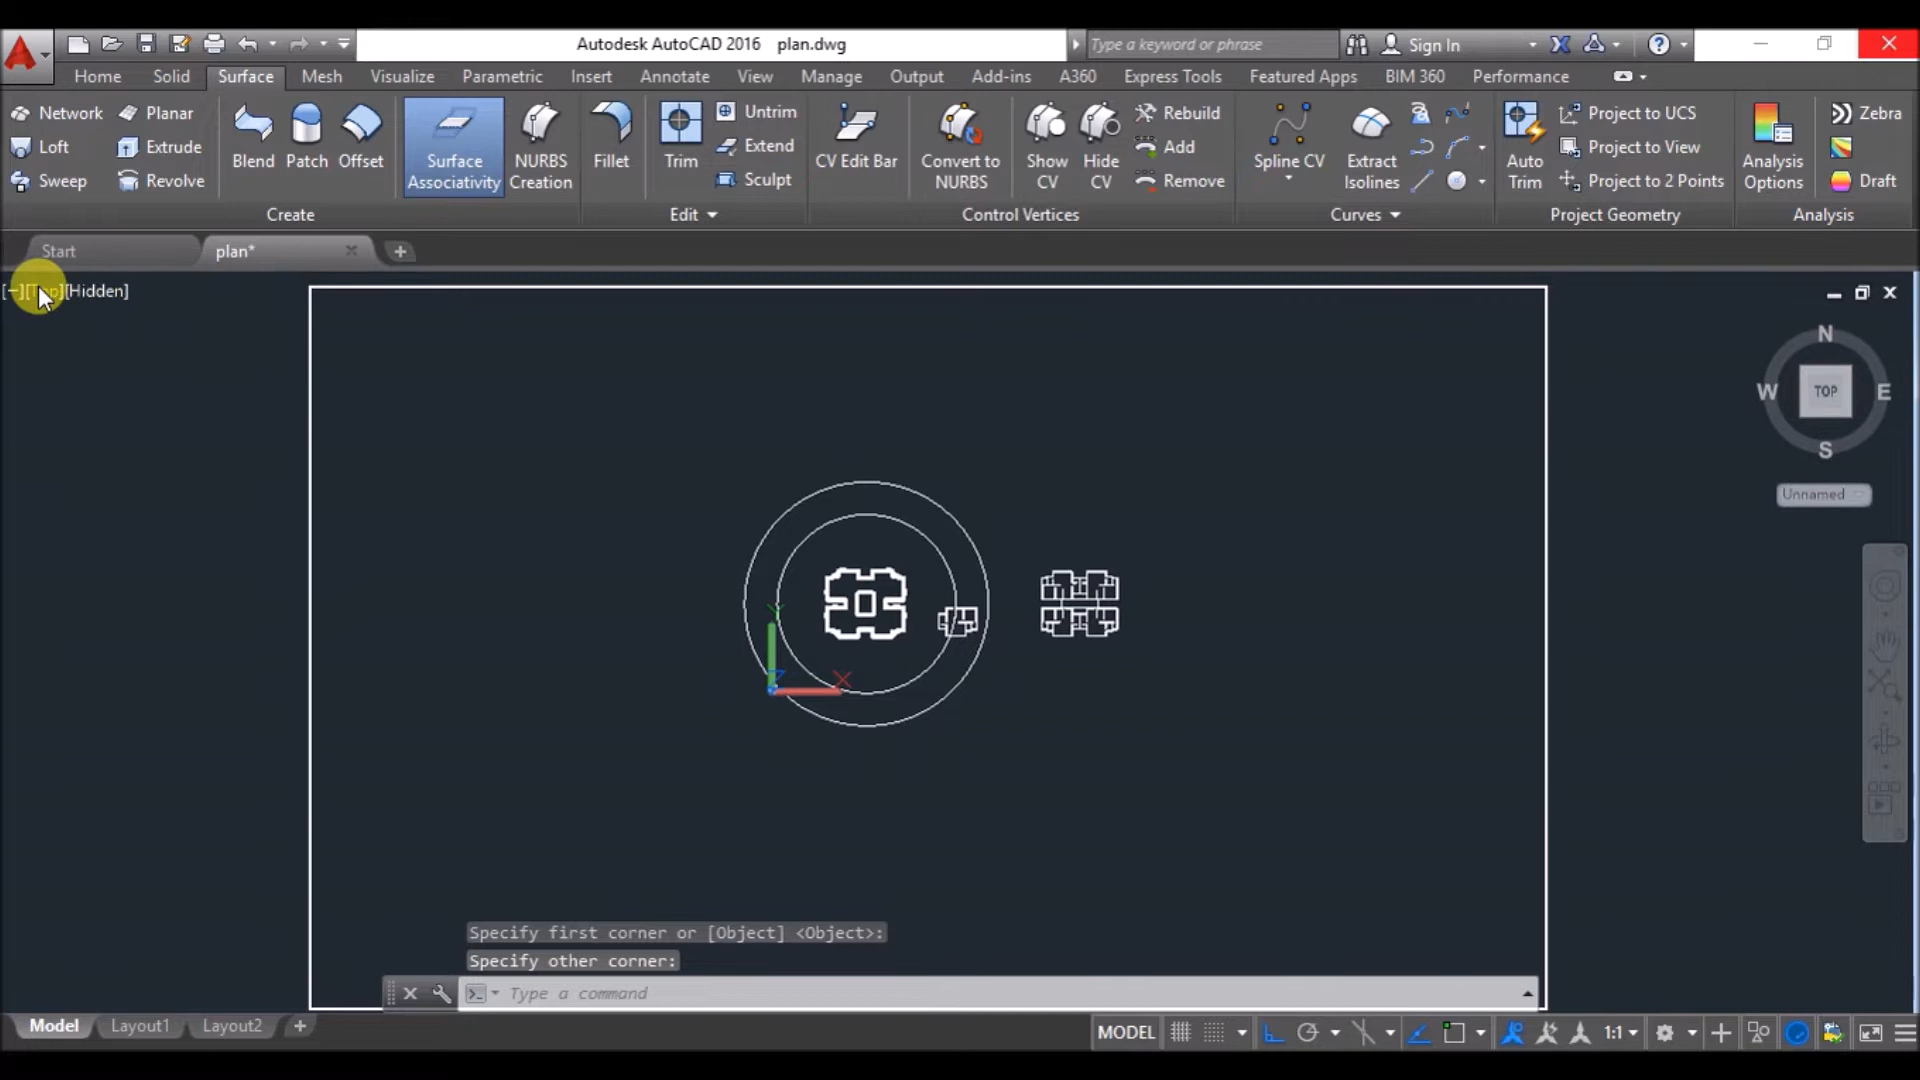 Autodesk AutoCAD 2016 plan.dwg
Type a keyword or phrase
Sign In
Home Solid Surface Mesh Visualize Parametric Insert Annotate View Manage Output Add-ins A360 Express Tools Featured Apps BIM 360 Performance
Network Planar
Loft Extrude
Sweep Revolve
Blend Patch Offset
Surface Associativity
NURBS Creation
Create
Fillet
Trim
Untrim
Extend
Sculpt
Edit
CV Edit Bar
Convert to NURBS
Show CV
Hide CV
Rebuild
Add
Remove
Control Vertices
Spline CV
Extract Isolines
Curves
Auto Trim
Project to UCS
Project to View
Project to 2 Points
Project Geometry
Analysis Options
Zebra
Draft
Analysis
Start plan*
[−][Top][Hidden]
N
W TOP E
S
Unnamed
Y
Z X
Specify first corner or [Object] <Object>:
Specify other corner:
Type a command
Model Layout1 Layout2
MODEL 1:1